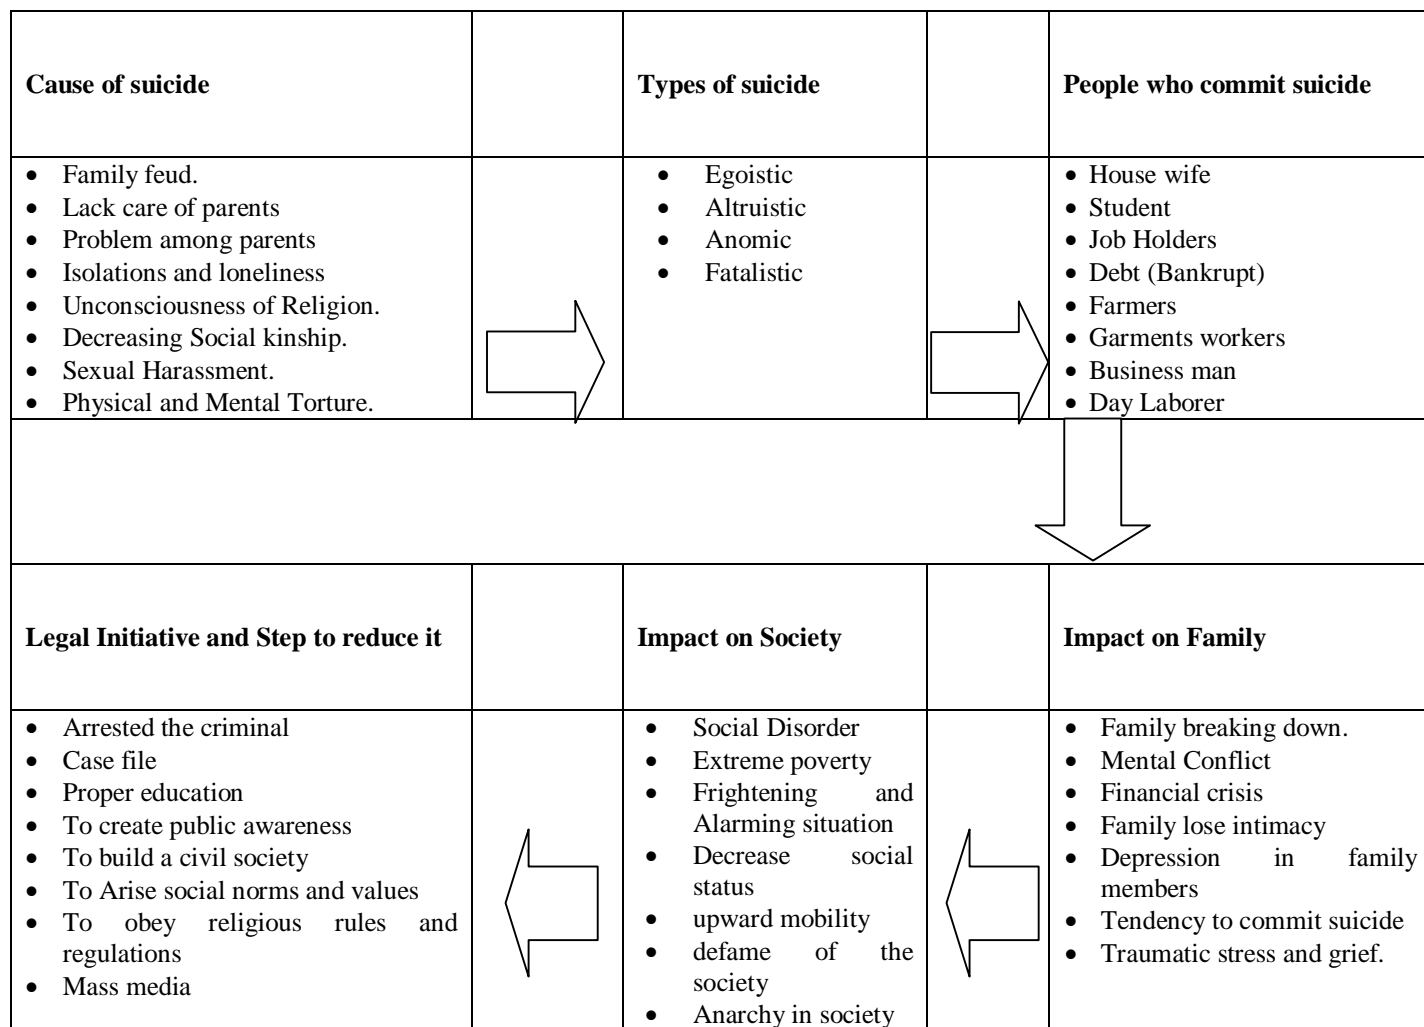 Cause of suicide
Types of suicide
People who commit suicide
• Family feud.
• Lack care of parents
• Problem among parents
• Isolations and loneliness
• Unconsciousness of Religion.
• Decreasing Social kinship.
• Sexual Harassment.
• Physical and Mental Torture.
• Egoistic
• Altruistic
• Anomic
• Fatalistic
• House wife
• Student
• Job Holders
• Debt (Bankrupt)
• Farmers
• Garments workers
• Business man
• Day Laborer
Legal Initiative and Step to reduce it
Impact on Society
Impact on Family
• Arrested the criminal
• Case file
• Proper education
• To create public awareness
• To build a civil society
• To Arise social norms and values
• To obey religious rules and
regulations
• Mass media
• Social Disorder
• Extreme poverty
• Frightening and
Alarming situation
• Decrease social
status
• upward mobility
• defame of the
society
• Anarchy in society
• Family breaking down.
• Mental Conflict
• Financial crisis
• Family lose intimacy
• Depression in family
members
• Tendency to commit suicide
• Traumatic stress and grief.